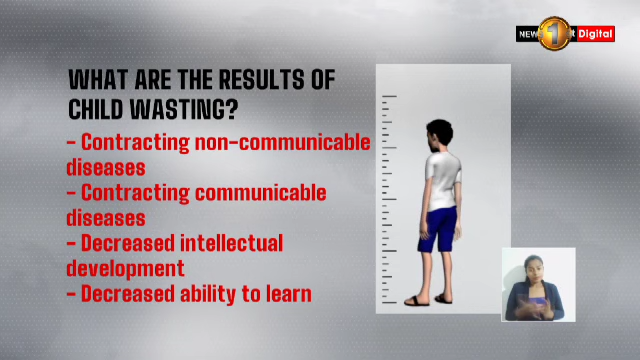 NEWS 1st Digital
WHAT ARE THE RESULTS OF
CHILD WASTING?
- Contracting non-communicable
diseases
- Contracting communicable
diseases
- Decreased intellectual
development
- Decreased ability to learn